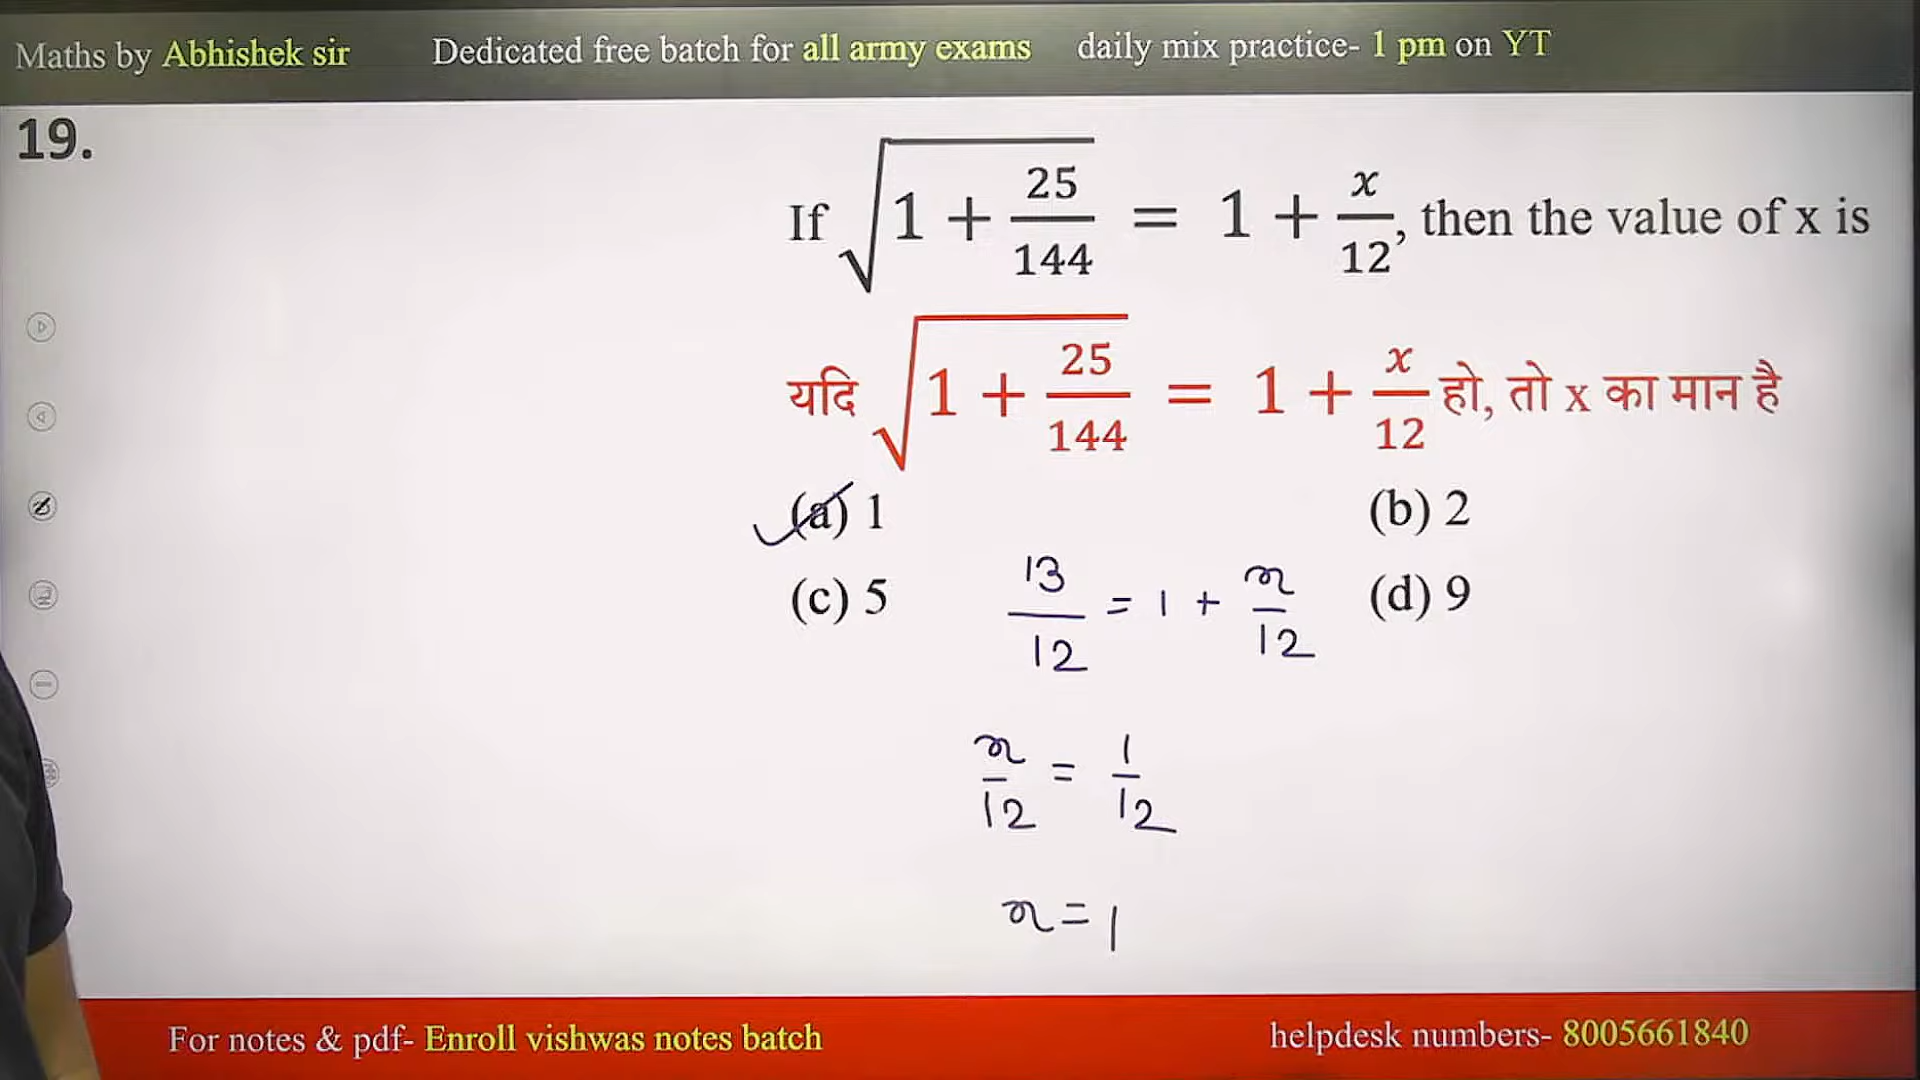 Maths by Abhishek sir Dedicated free batch for all army exams daily mix practice- 1 pm on YT
19.
If √(1 + 25/144) = 1 + x/12, then the value of x is
यदि √(1 + 25/144) = 1 + x/12 हो, तो x का मान है
(a) 1 (b) 2
(c) 5 (d) 9
13/12 = 1 + x/12
x/12 = 1/12
x = 1
For notes & pdf- Enroll vishwas notes batch helpdesk numbers- 8005661840